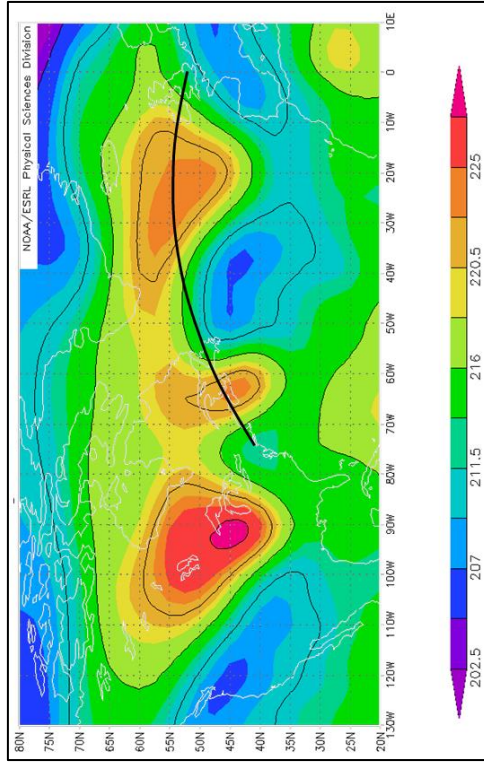 NOAA/ESRL Physical Sciences Division
80N
75N
70N
65N
60N
55N
50N
45N
40N
35N
30N
25N
20N
130W
120W
110W
100W
90W
80W
70W
60W
50W
40W
30W
20W
10W
0
10E
202.5
207
211.5
216
220.5
225